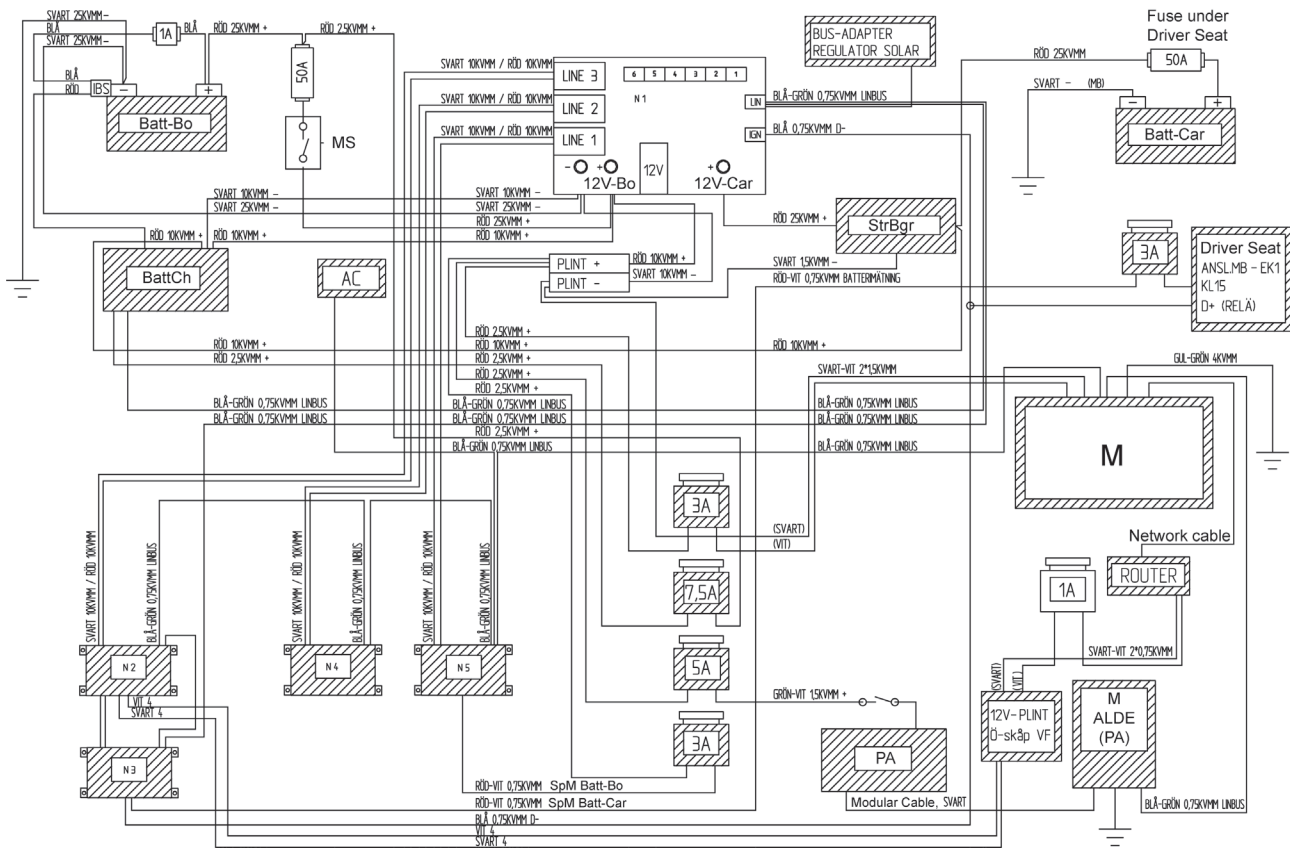 SVART 25KVMM -
BLÅ
1A
BLÅ
SVART 25KVMM -
RÖD 25KVMM +
RÖD 2,5KVMM +
50A
BLÅ
RÖD
IBS
-
+
Batt-Bo
MS
SVART 10KVMM / RÖD 10KVMM
SVART 10KVMM / RÖD 10KVMM
SVART 10KVMM / RÖD 10KVMM
LINE 3
LINE 2
LINE 1
6 5 4 3 2 1
N1
LIN
IGN
- + +
12V-Bo
12V
12V-Car
BUS-ADAPTER
REGULATOR SOLAR
BLÅ-GRÖN 0,75KVMM LINBUS
BLÅ 0,75KVMM D-
Fuse under
Driver Seat
RÖD 25KVMM
50A
SVART - (MB)
-
+
Batt-Car
SVART 10KVMM -
SVART 25KVMM -
RÖD 25KVMM +
RÖD 10KVMM +
RÖD 10KVMM +
RÖD 10KVMM +
BattCh
AC
PLINT +
PLINT -
RÖD 10KVMM +
SVART 10KVMM -
RÖD 25KVMM +
StrBgr
SVART 1,5KVMM -
RÖD-VIT 0,75KVMM BATTERIMÄTNING
3A
Driver Seat
ANSL.MB - EK1
KL15
D+ (RELÄ)
RÖD 2,5KVMM +
RÖD 10KVMM +
RÖD 2,5KVMM +
RÖD 2,5KVMM +
RÖD 2,5KVMM +
RÖD 10KVMM +
SVART-VIT 2*1,5KVMM
GUL-GRÖN 4KVMM
BLÅ-GRÖN 0,75KVMM LINBUS
BLÅ-GRÖN 0,75KVMM LINBUS
BLÅ-GRÖN 0,75KVMM LINBUS
BLÅ-GRÖN 0,75KVMM LINBUS
RÖD 2,5KVMM +
BLÅ-GRÖN 0,75KVMM LINBUS
BLÅ-GRÖN 0,75KVMM LINBUS
BLÅ-GRÖN 0,75KVMM LINBUS
BLÅ-GRÖN 0,75KVMM LINBUS
M
3A
(SVART)
(VIT)
7,5A
5A
3A
Network cable
ROUTER
1A
SVART-VIT 2*0,75KVMM
(SVART)
(VIT)
SVART 10KVMM / RÖD 10KVMM
BLÅ-GRÖN 0,75KVMM LINBUS
SVART 10KVMM / RÖD 10KVMM
BLÅ-GRÖN 0,75KVMM LINBUS
SVART 10KVMM / RÖD 10KVMM
BLÅ-GRÖN 0,75KVMM LINBUS
N2
N4
N5
VIT 4
SVART 4
N3
GRÖN-VIT 1,5KVMM +
PA
Modular Cable, SVART
12V-PLINT
Ö-skåp VF
M
ALDE
(PA)
BLÅ-GRÖN 0,75KVMM LINBUS
RÖD-VIT 0,75KVMM SpM Batt-Bo
RÖD-VIT 0,75KVMM SpM Batt-Car
BLÅ 0,75KVMM D-
VIT 4
SVART 4